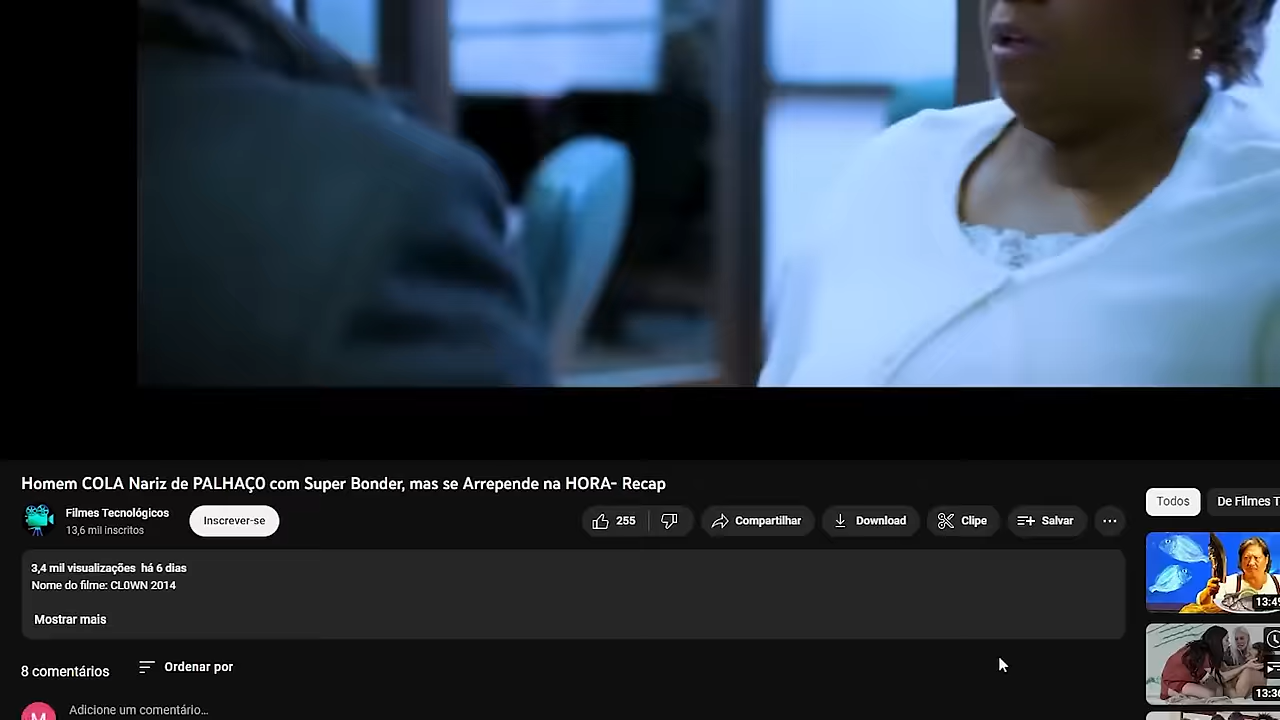 Homem COLA Nariz de PALHAÇO com Super Bonder, mas se Arrepende na HORA- Recap
Filmes Tecnológicos
13,6 mil inscritos
Inscrever-se
255
Compartilhar
Download
Clipe
Salvar
Todos
De Filmes T
3,4 mil visualizações há 6 dias
Nome do filme: CL0WN 2014
Mostrar mais
13:49
13:36
8 comentários
Ordenar por
M
Adicione um comentário...